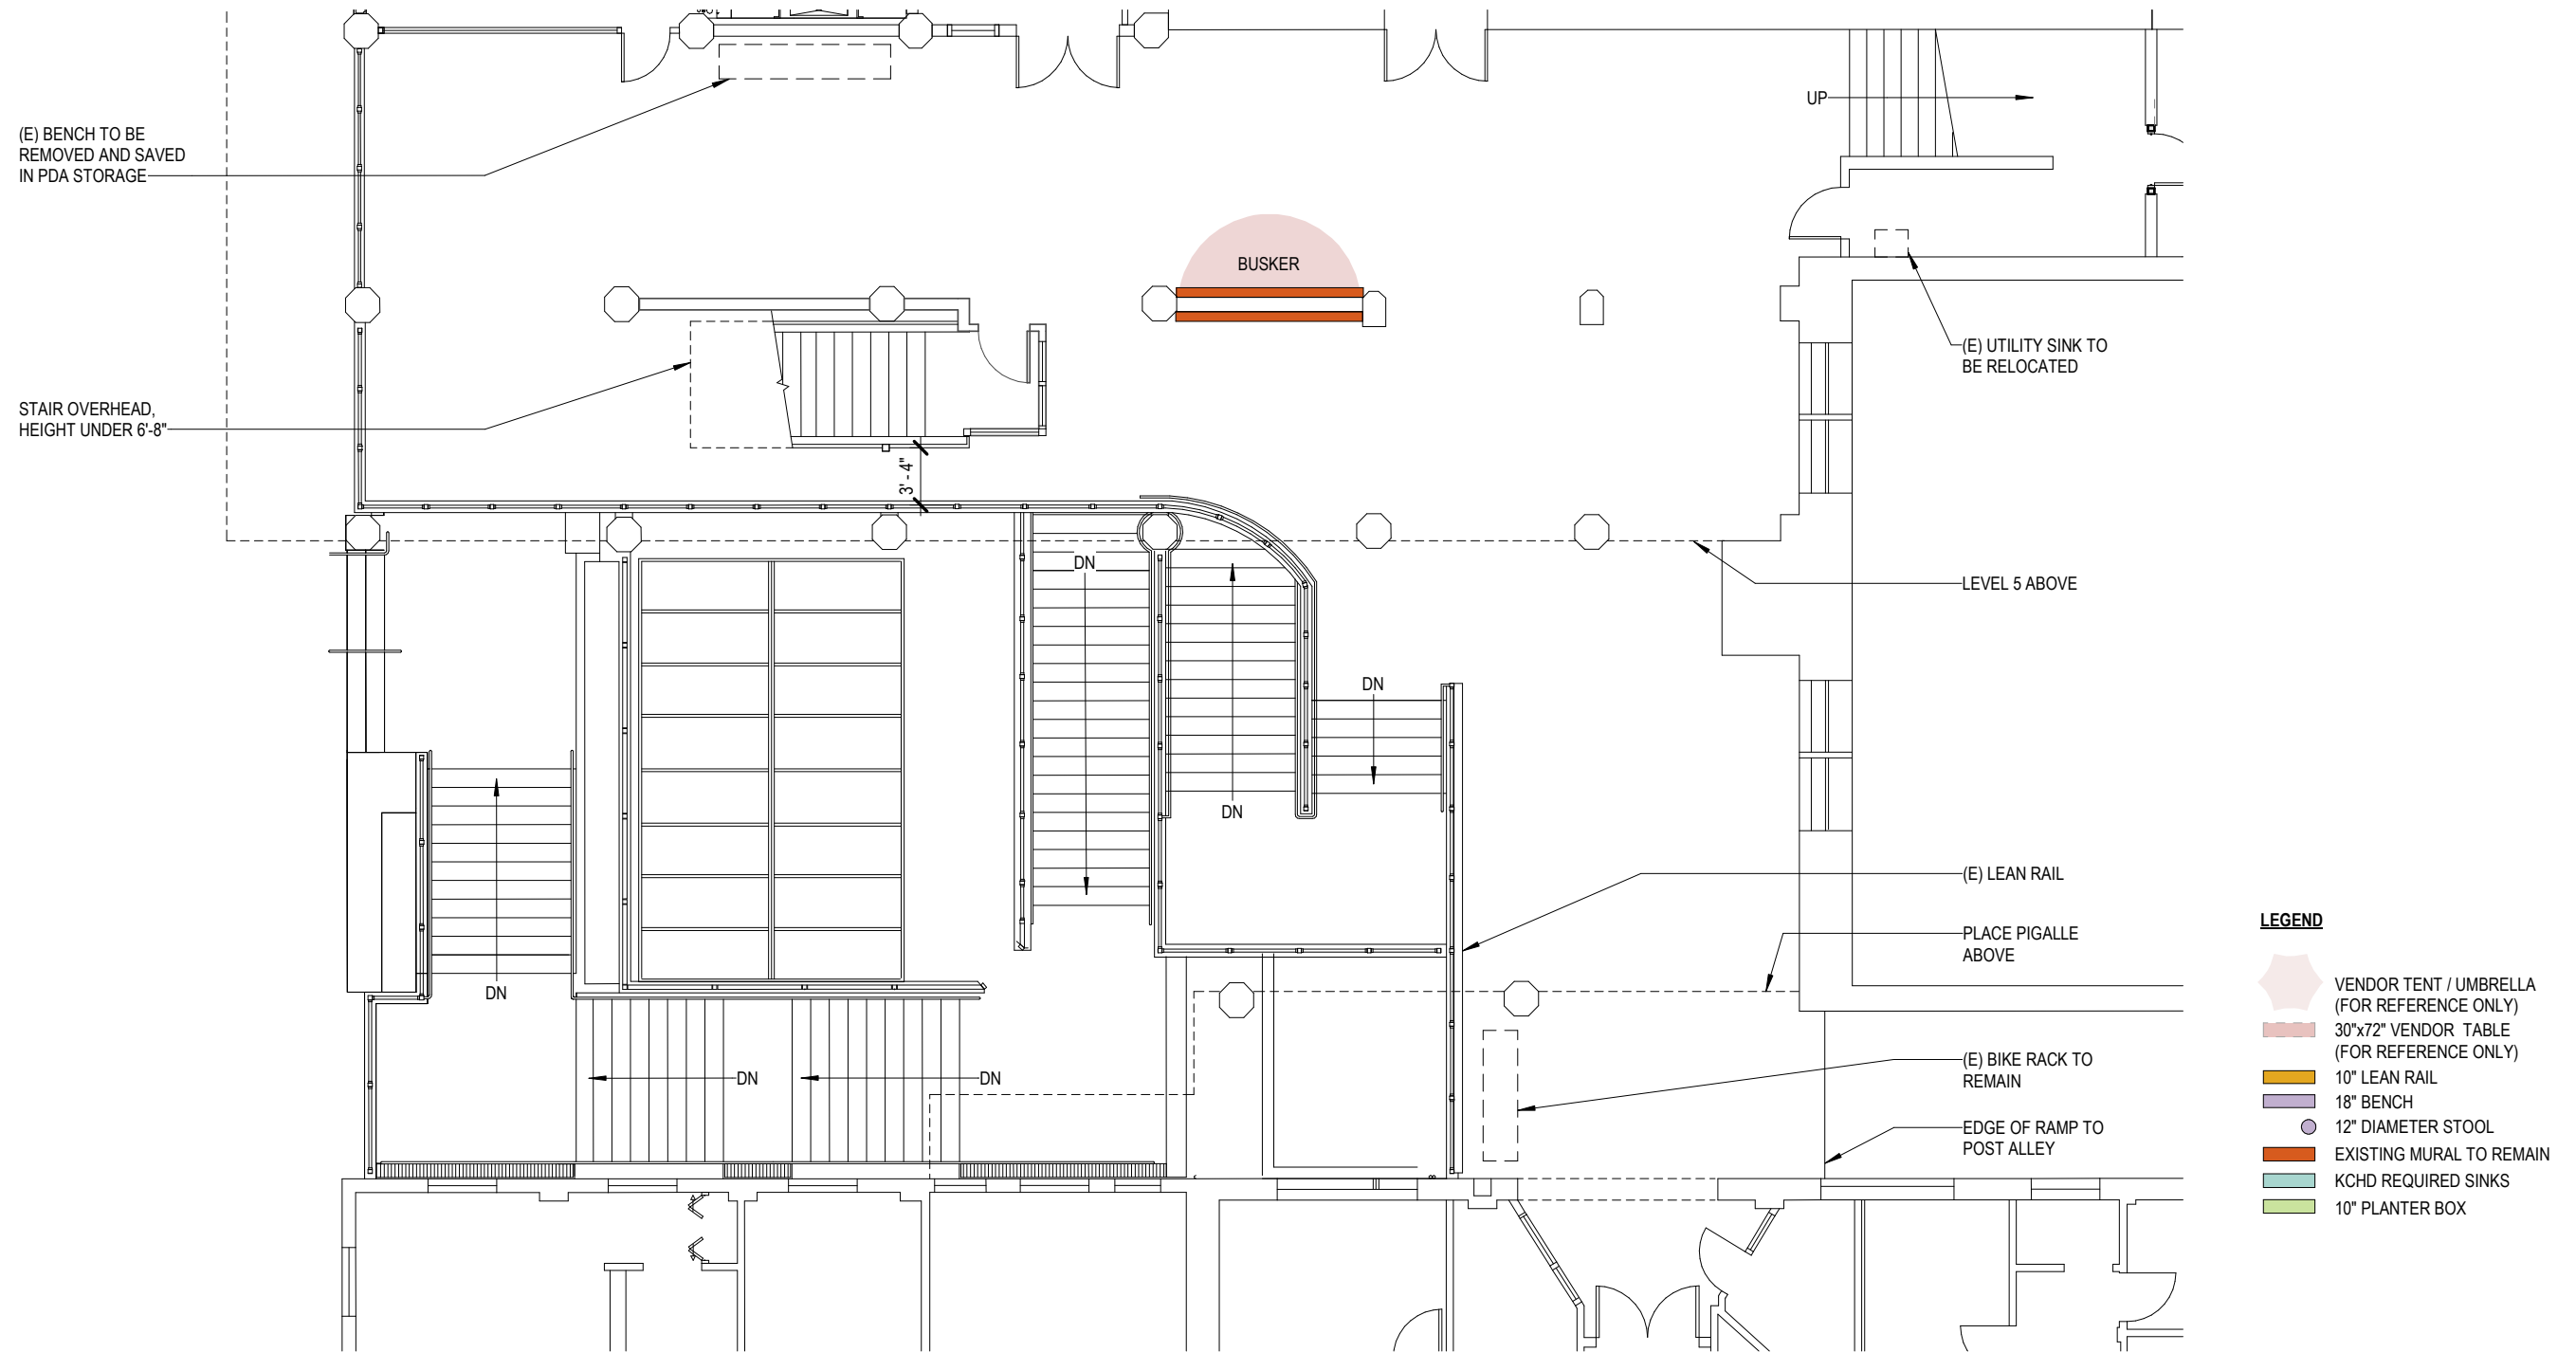 (E) BENCH TO BE
REMOVED AND SAVED
IN PDA STORAGE
UP
BUSKER
(E) UTILITY SINK TO
BE RELOCATED
STAIR OVERHEAD,
HEIGHT UNDER 6'-8"
3' - 4"
DN
LEVEL 5 ABOVE
DN
DN
(E) LEAN RAIL
PLACE PIGALLE
ABOVE
DN
DN
DN
(E) BIKE RACK TO
REMAIN
EDGE OF RAMP TO
POST ALLEY
LEGEND
VENDOR TENT / UMBRELLA
(FOR REFERENCE ONLY)
30"x72" VENDOR TABLE
(FOR REFERENCE ONLY)
10" LEAN RAIL
18" BENCH
12" DIAMETER STOOL
EXISTING MURAL TO REMAIN
KCHD REQUIRED SINKS
10" PLANTER BOX